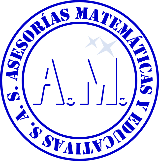 ASESORÍAS MATEMÁTICAS Y EDUCATIVAS S. A. S.
A.M.